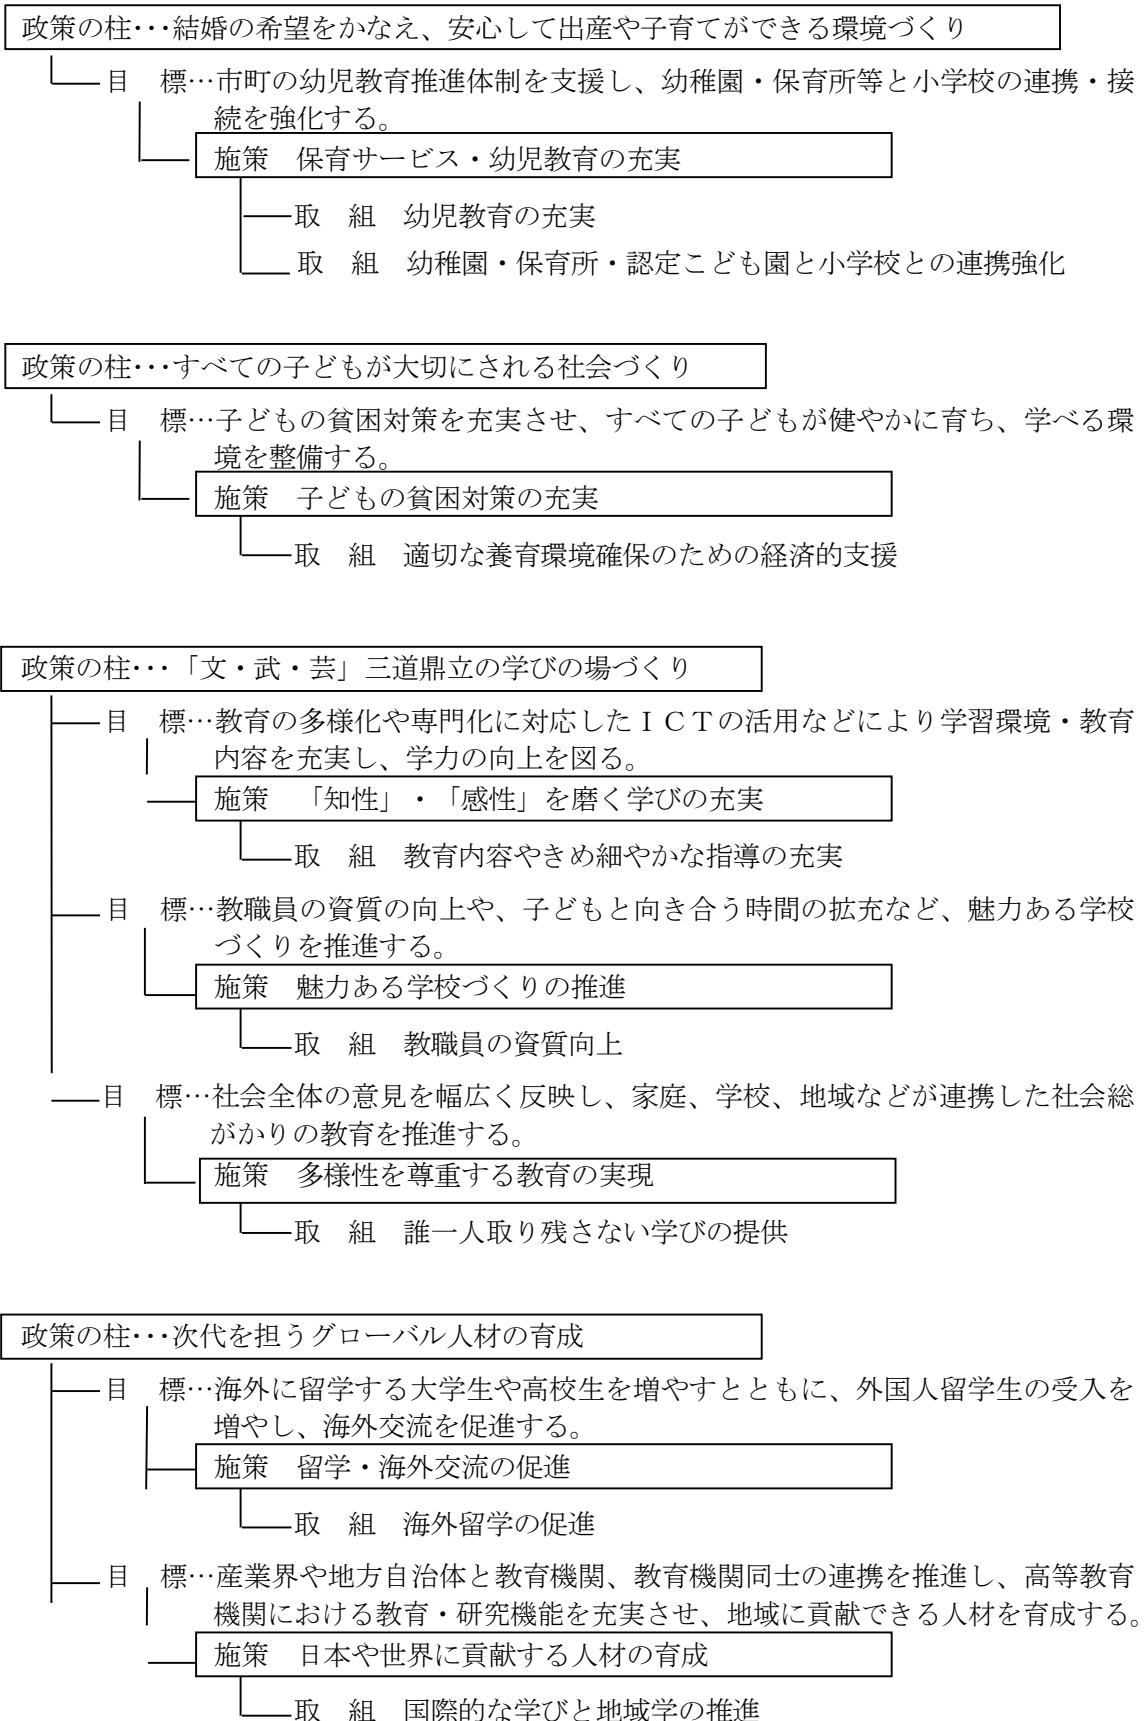 政策の柱･･･結婚の希望をかなえ、安心して出産や子育てができる環境づくり
目　標…市町の幼児教育推進体制を支援し、幼稚園・保育所等と小学校の連携・接
続を強化する。
施策　保育サービス・幼児教育の充実
取　組　幼児教育の充実
取　組　幼稚園・保育所・認定こども園と小学校との連携強化
政策の柱･･･すべての子どもが大切にされる社会づくり
目　標…子どもの貧困対策を充実させ、すべての子どもが健やかに育ち、学べる環
境を整備する。
施策　子どもの貧困対策の充実
取　組　適切な養育環境確保のための経済的支援
政策の柱･･･「文・武・芸」三道鼎立の学びの場づくり
目　標…教育の多様化や専門化に対応したＩＣＴの活用などにより学習環境・教育
内容を充実し、学力の向上を図る。
施策　「知性」・「感性」を磨く学びの充実
取　組　教育内容やきめ細やかな指導の充実
目　標…教職員の資質の向上や、子どもと向き合う時間の拡充など、魅力ある学校
づくりを推進する。
施策　魅力ある学校づくりの推進
取　組　教職員の資質向上
目　標…社会全体の意見を幅広く反映し、家庭、学校、地域などが連携した社会総
がかりの教育を推進する。
施策　多様性を尊重する教育の実現
取　組　誰一人取り残さない学びの提供
政策の柱･･･次代を担うグローバル人材の育成
目　標…海外に留学する大学生や高校生を増やすとともに、外国人留学生の受入を
増やし、海外交流を促進する。
施策　留学・海外交流の促進
取　組　海外留学の促進
目　標…産業界や地方自治体と教育機関、教育機関同士の連携を推進し、高等教育
機関における教育・研究機能を充実させ、地域に貢献できる人材を育成する。
施策　日本や世界に貢献する人材の育成
取　組　国際的な学びと地域学の推進